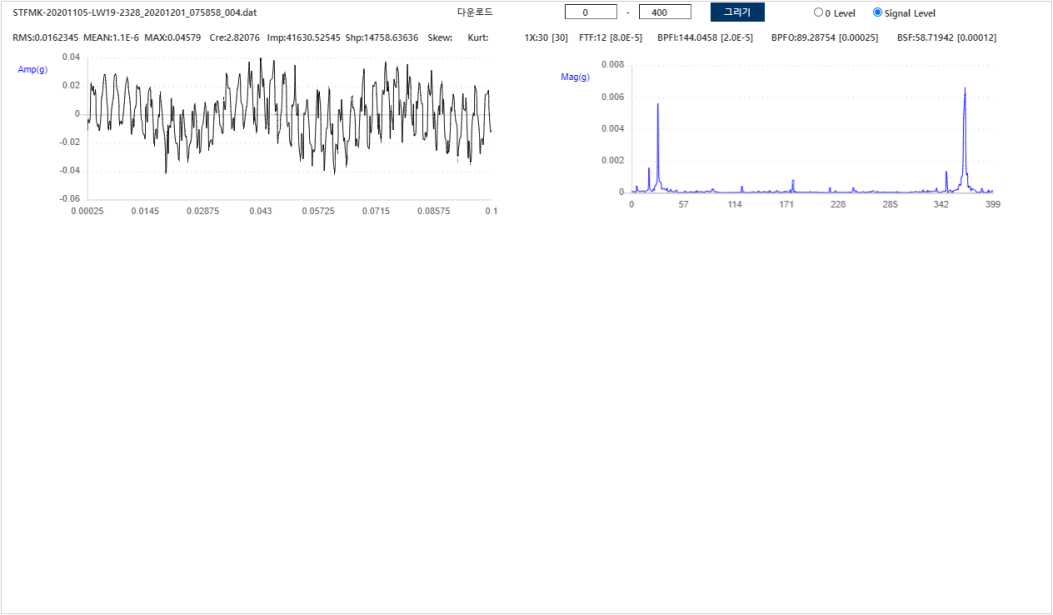 STFMK-20201105-LW19-2328_20201201_075858_004.dat 다운로드 0 - 400 그리기 0 Level Signal Level
RMS:0.0162345 MEAN:1.1E-6 MAX:0.04579 Cre:2.82076 Imp:41630.52545 Shp:14758.63636 Skew: Kurt: 1X:30 [30] FTF:12 [8.0E-5] BPFI:144.0458 [2.0E-5] BPFO:89.28754 [0.00025] BSF:58.71942 [0.00012]
Amp(g)
0.04
0.02
0
-0.02
-0.04
-0.06
0.00025 0.0145 0.02875 0.043 0.05725 0.0715 0.08575 0.1
Mag(g)
0.008
0.006
0.004
0.002
0
0 57 114 171 228 285 342 399